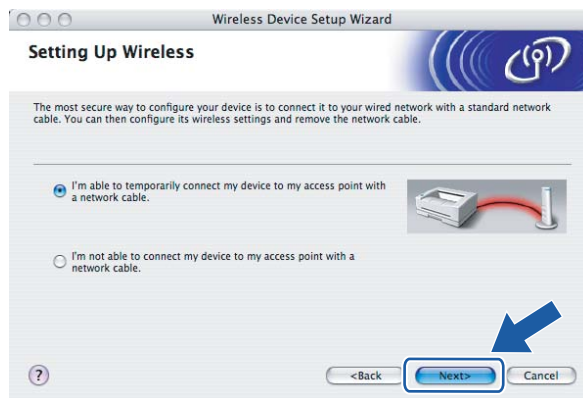 Wireless Device Setup Wizard
Setting Up Wireless
The most secure way to configure your device is to connect it to your wired network with a standard network
cable. You can then configure its wireless settings and remove the network cable.
I'm able to temporarily connect my device to my access point with
a network cable.
I'm not able to connect my device to my access point with a
network cable.
?
<Back Next> Cancel